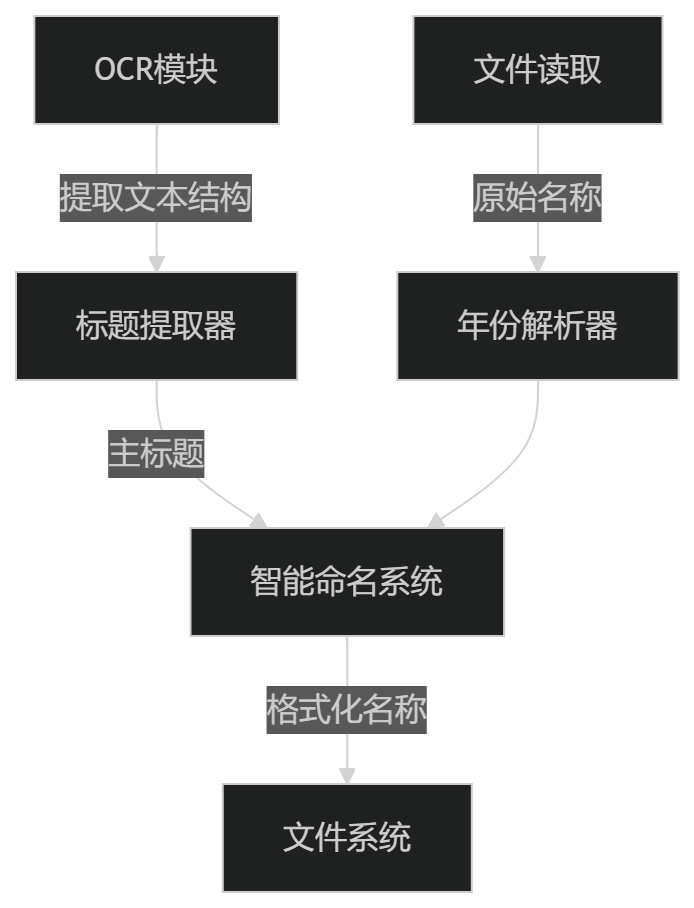 OCR模块
文件读取
提取文本结构
原始名称
标题提取器
年份解析器
主标题
智能命名系统
格式化名称
文件系统